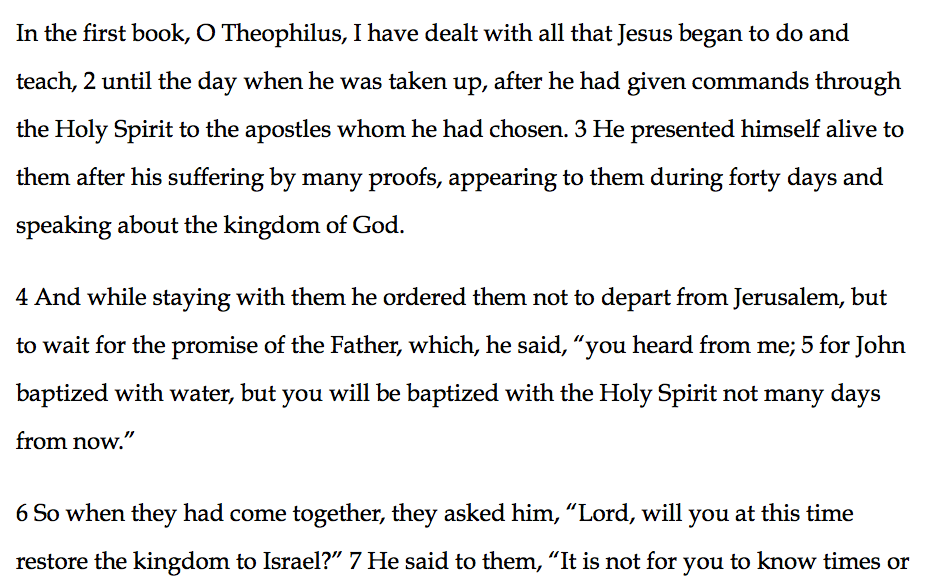 In the first book, O Theophilus, I have dealt with all that Jesus began to do and
teach, 2 until the day when he was taken up, after he had given commands through
the Holy Spirit to the apostles whom he had chosen. 3 He presented himself alive to
them after his suffering by many proofs, appearing to them during forty days and
speaking about the kingdom of God.
4 And while staying with them he ordered them not to depart from Jerusalem, but
to wait for the promise of the Father, which, he said, “you heard from me; 5 for John
baptized with water, but you will be baptized with the Holy Spirit not many days
from now.”
6 So when they had come together, they asked him, “Lord, will you at this time
restore the kingdom to Israel?” 7 He said to them, “It is not for you to know times or